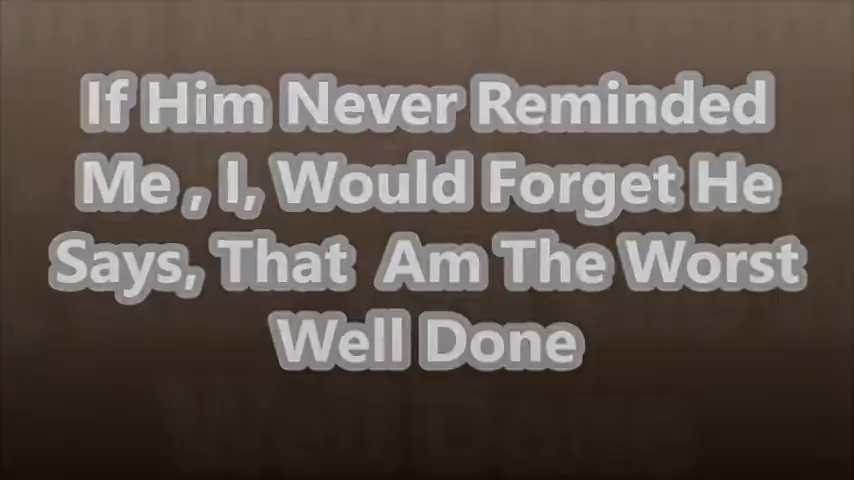 If Him Never Reminded
Me , I, Would Forget He
Says, That Am The Worst
Well Done